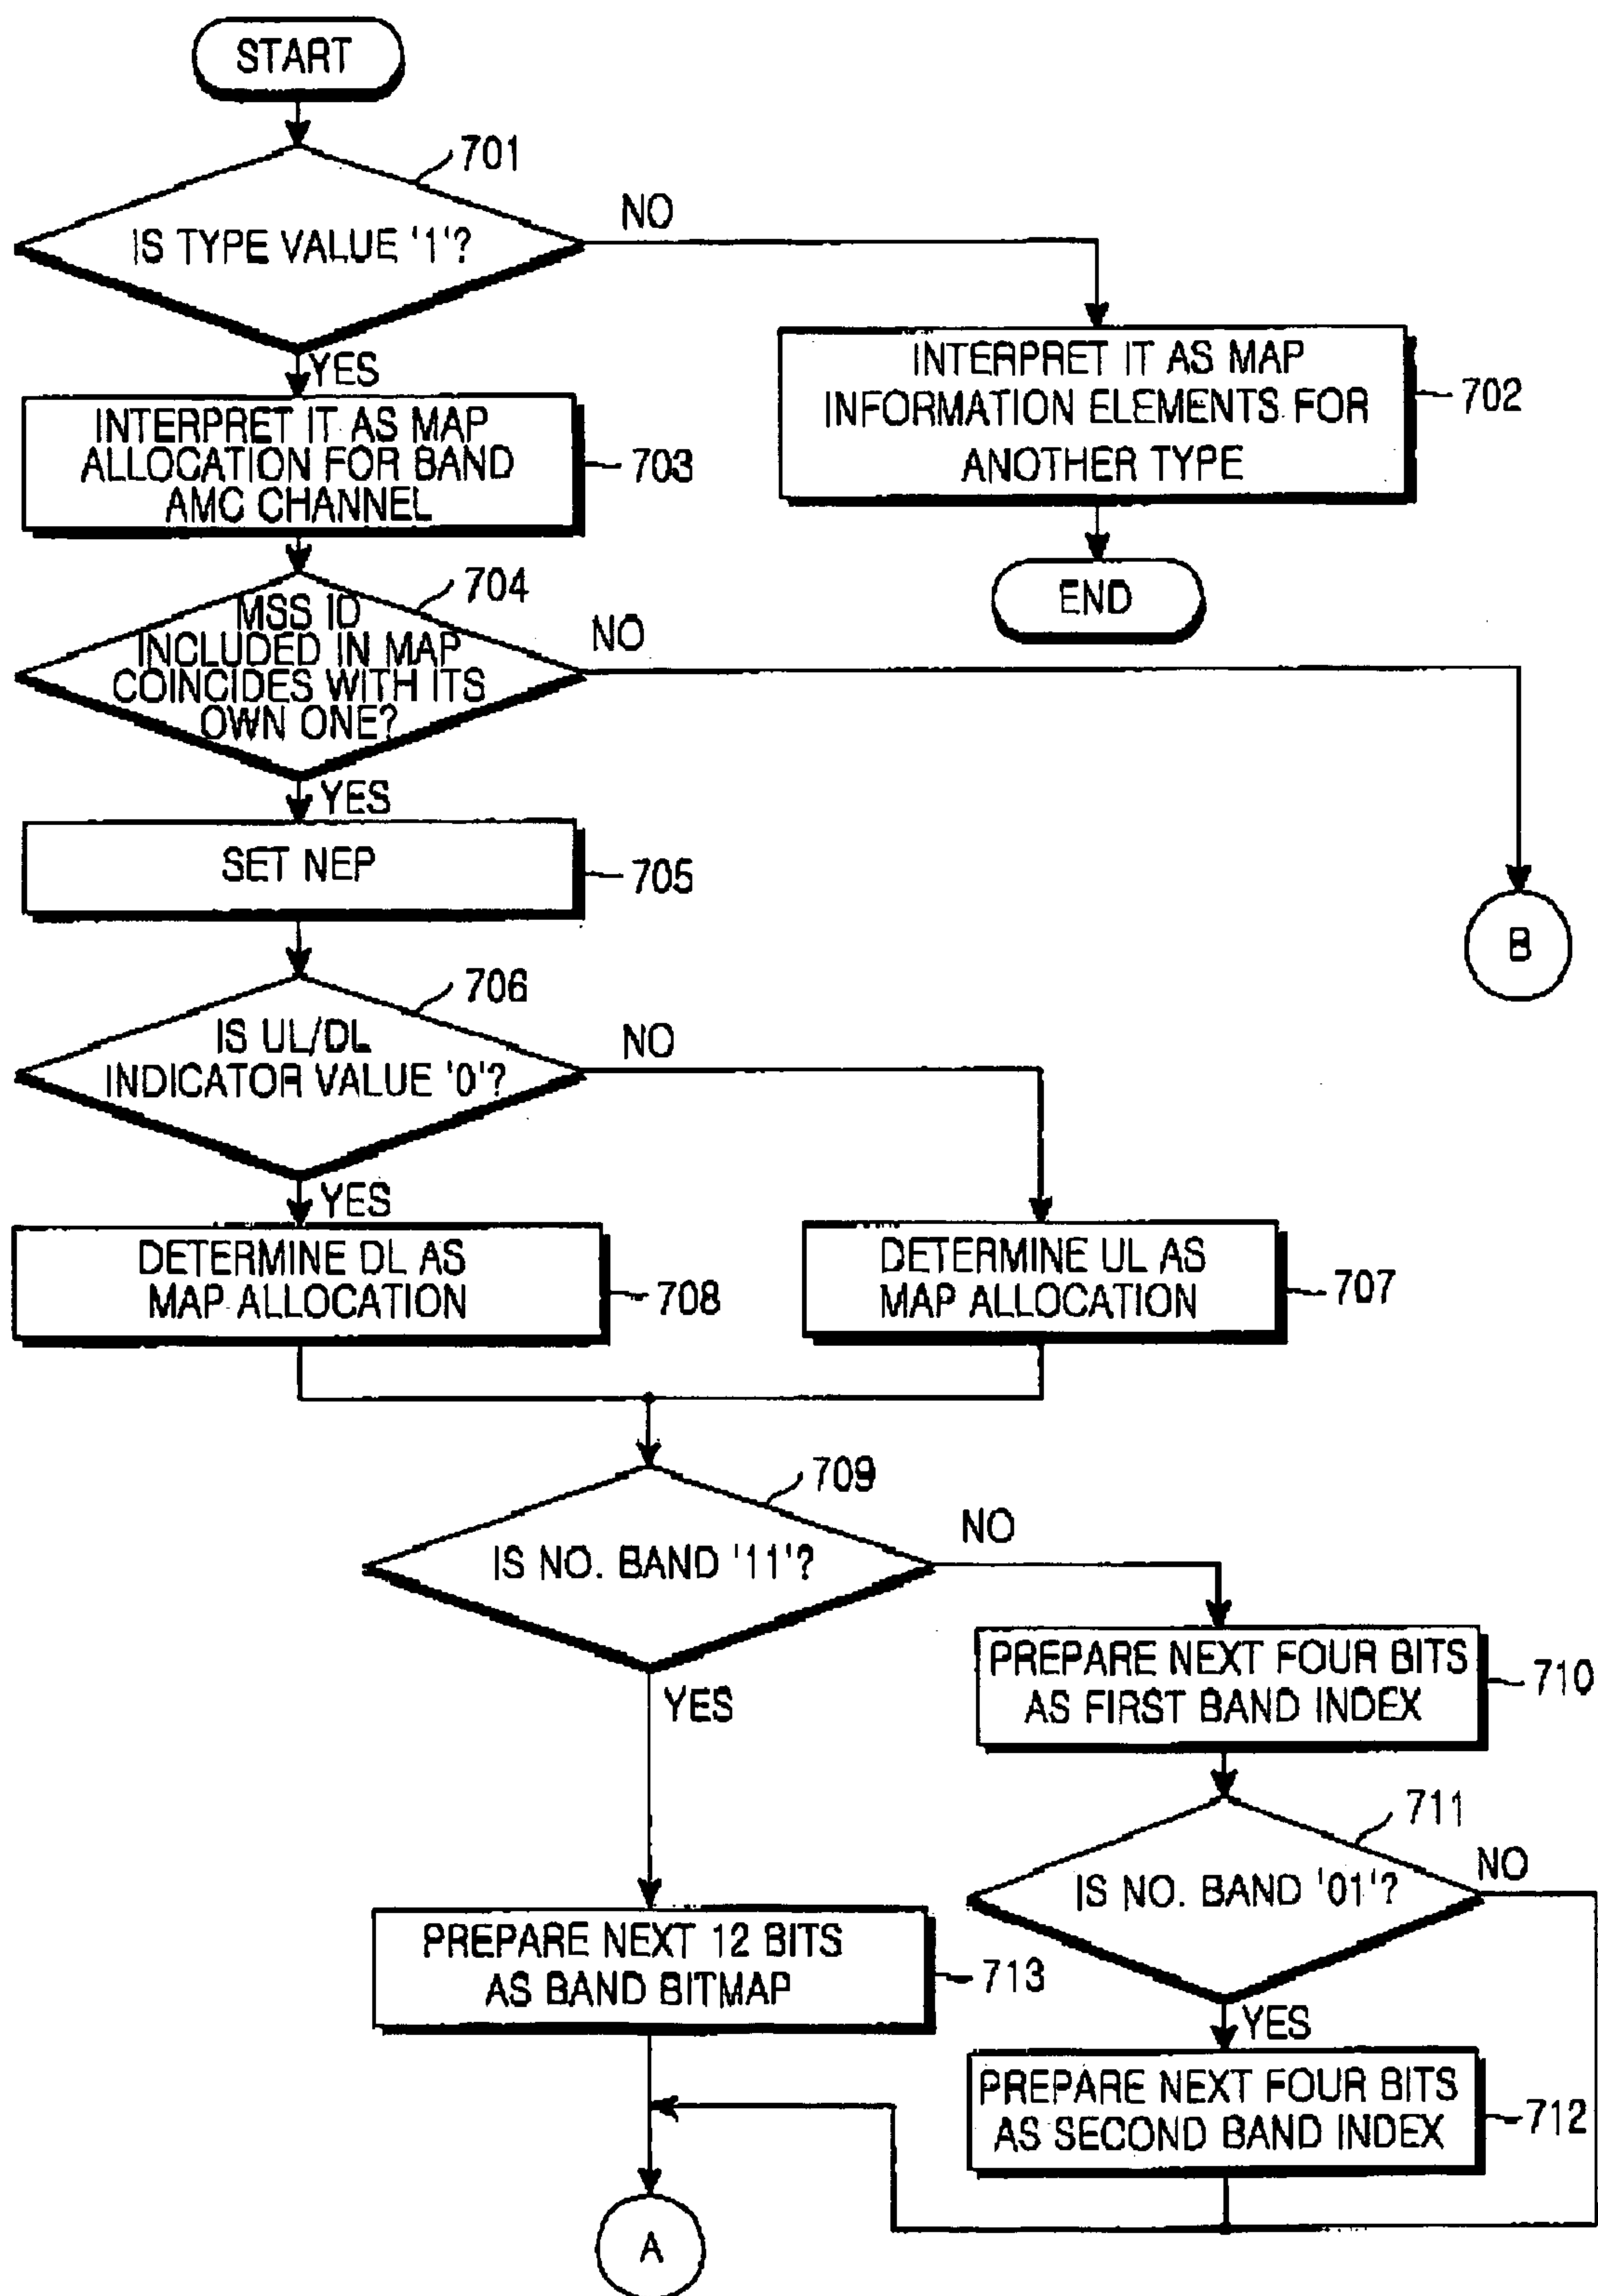 START
701
IS TYPE VALUE '1'?
NO
YES
INTERPRET IT AS MAP
INFORMATION ELEMENTS FOR
ANOTHER TYPE
702
INTERPRET IT AS MAP
ALLOCATION FOR BAND
AMC CHANNEL
703
END
704
MSS ID
INCLUDED IN MAP
COINCIDES WITH ITS
OWN ONE?
NO
YES
SET NEP
705
B
706
IS UL/DL
INDICATOR VALUE '0'?
NO
YES
DETERMINE DL AS
MAP ALLOCATION
708
DETERMINE UL AS
MAP ALLOCATION
707
709
IS NO. BAND '11'?
NO
YES
PREPARE NEXT FOUR BITS
AS FIRST BAND INDEX
710
711
IS NO. BAND '01'?
NO
YES
PREPARE NEXT 12 BITS
AS BAND BITMAP
713
PREPARE NEXT FOUR BITS
AS SECOND BAND INDEX
712
A